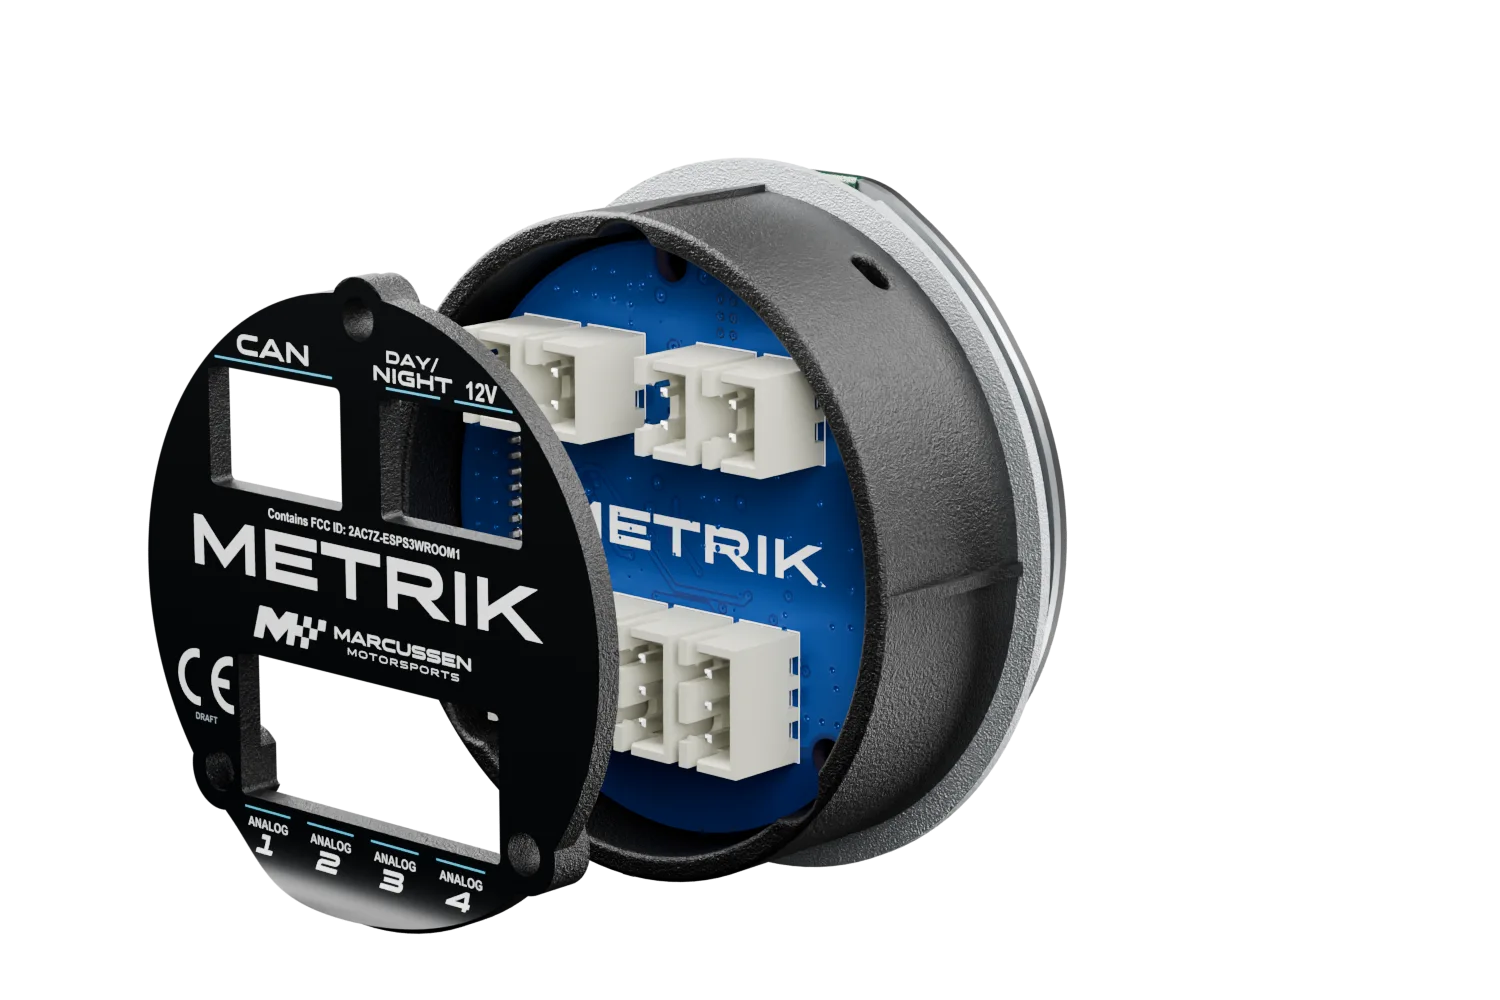 CAN
DAY/
NIGHT
12V
Contains FCC ID: 2AC7Z-ESPS3WROOM1
METRIK
M MARCUSSEN
MOTORSPORTS
CE
DRAFT
ANALOG
1
ANALOG
2
ANALOG
3
ANALOG
4
METRIK